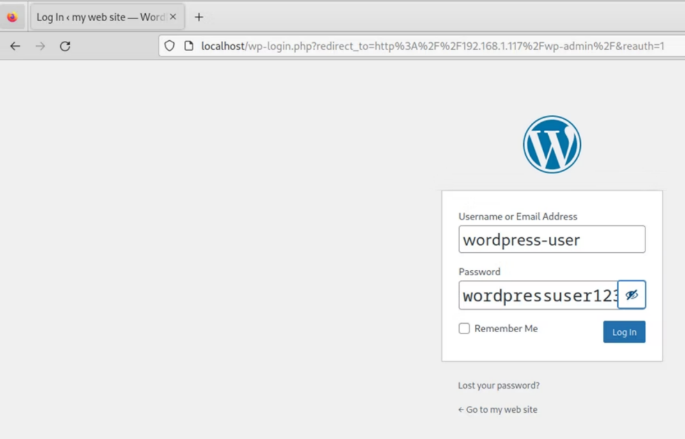 Log In ‹ my web site — Word
localhost/wp-login.php?redirect_to=http%3A%2F%2F192.168.1.117%2Fwp-admin%2F&reauth=1
Username or Email Address
wordpress-user
Password
wordpressuser123
Remember Me
Log In
Lost your password?
← Go to my web site